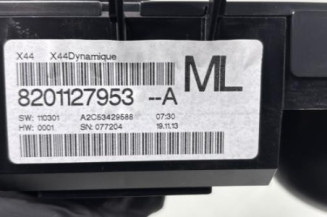 X44 X44Dynamique
ML
8201127953 --A
SW: 110301 A2C53429588 07:30
HW: 0001 SN: 077204 19.11.13